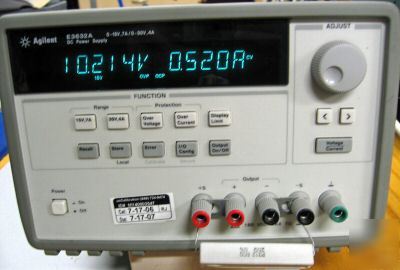 Agilent E3632A 0-15V,7A/0-30V,4A
DC Power Supply
ADJUST
10.214V 0.520A CV
15V OVP OCP
FUNCTION
Range Protection
15V,7A 30V,4A Over Voltage Over Current Display Limit
Voltage Current
Recall Store Error I/O Config Output On/Off
Local Calibrate Secure
Power
On
Off
Cal: 7-17-06
Due: 7-17-07
Output
+S + - -S